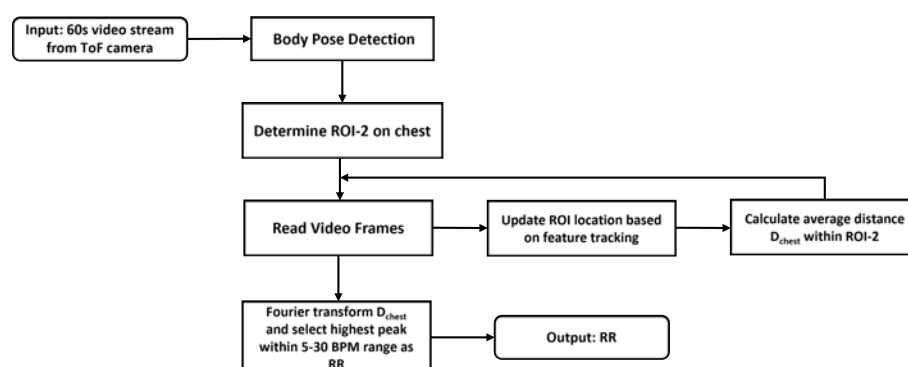 Input: 60s video stream
from ToF camera
Body Pose Detection
Determine ROI-2 on chest
Read Video Frames
Update ROI location based
on feature tracking
Calculate average distance
Dchest within ROI-2
Fourier transform Dchest
and select highest peak
within 5-30 BPM range as
RR
Output: RR